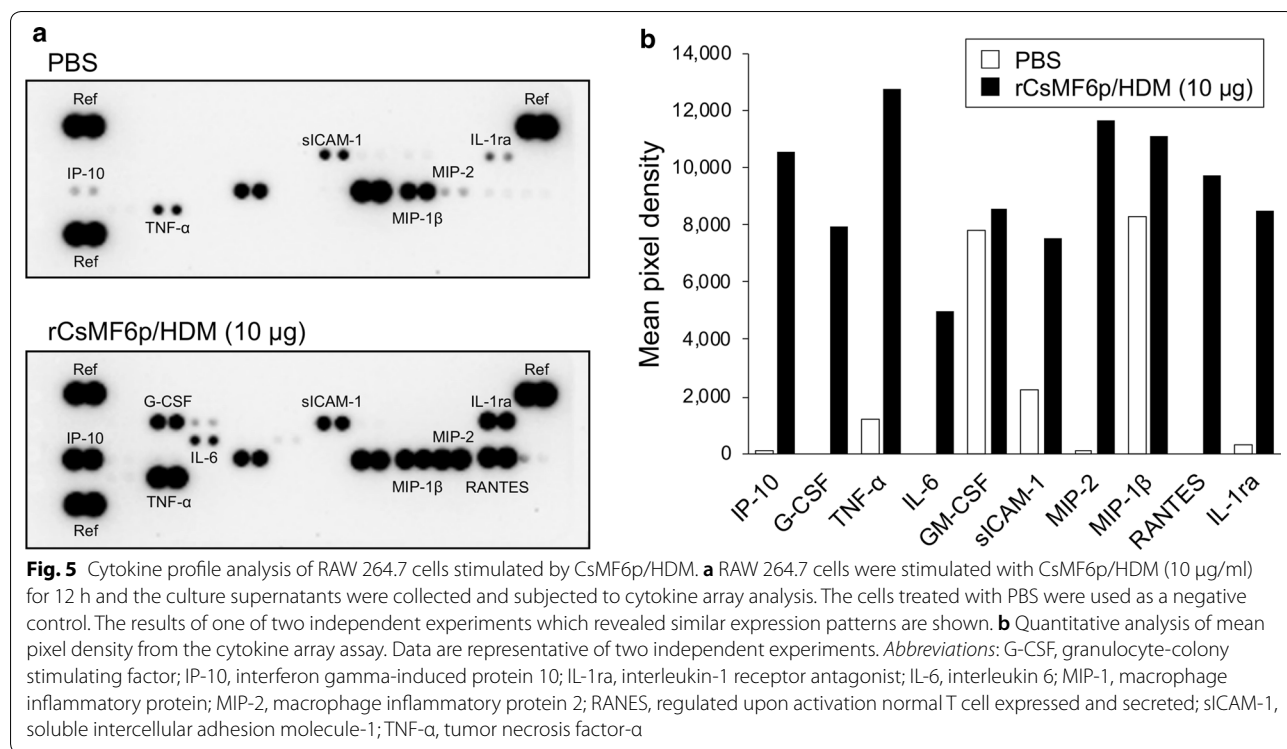 a
PBS
Ref
Ref
sICAM-1
IL-1ra
IP-10
MIP-2
TNF-α
MIP-1β
Ref
rCsMF6p/HDM (10 µg)
Ref
Ref
G-CSF
sICAM-1
IL-1ra
IP-10
MIP-2
IL-6
TNF-α
MIP-1β
RANTES
Ref
b
14,000
12,000
10,000
8,000
6,000
4,000
2,000
0
Mean pixel density
PBS
rCsMF6p/HDM (10 µg)
IP-10
G-CSF
TNF-α
IL-6
GM-CSF
sICAM-1
MIP-2
MIP-1β
RANTES
IL-1ra
Fig. 5 Cytokine profile analysis of RAW 264.7 cells stimulated by CsMF6p/HDM. a RAW 264.7 cells were stimulated with CsMF6p/HDM (10 µg/ml)
for 12 h and the culture supernatants were collected and subjected to cytokine array analysis. The cells treated with PBS were used as a negative
control. The results of one of two independent experiments which revealed similar expression patterns are shown. b Quantitative analysis of mean
pixel density from the cytokine array assay. Data are representative of two independent experiments. Abbreviations: G-CSF, granulocyte-colony
stimulating factor; IP-10, interferon gamma-induced protein 10; IL-1ra, interleukin-1 receptor antagonist; IL-6, interleukin 6; MIP-1, macrophage
inflammatory protein; MIP-2, macrophage inflammatory protein 2; RANES, regulated upon activation normal T cell expressed and secreted; sICAM-1,
soluble intercellular adhesion molecule-1; TNF-α, tumor necrosis factor-α